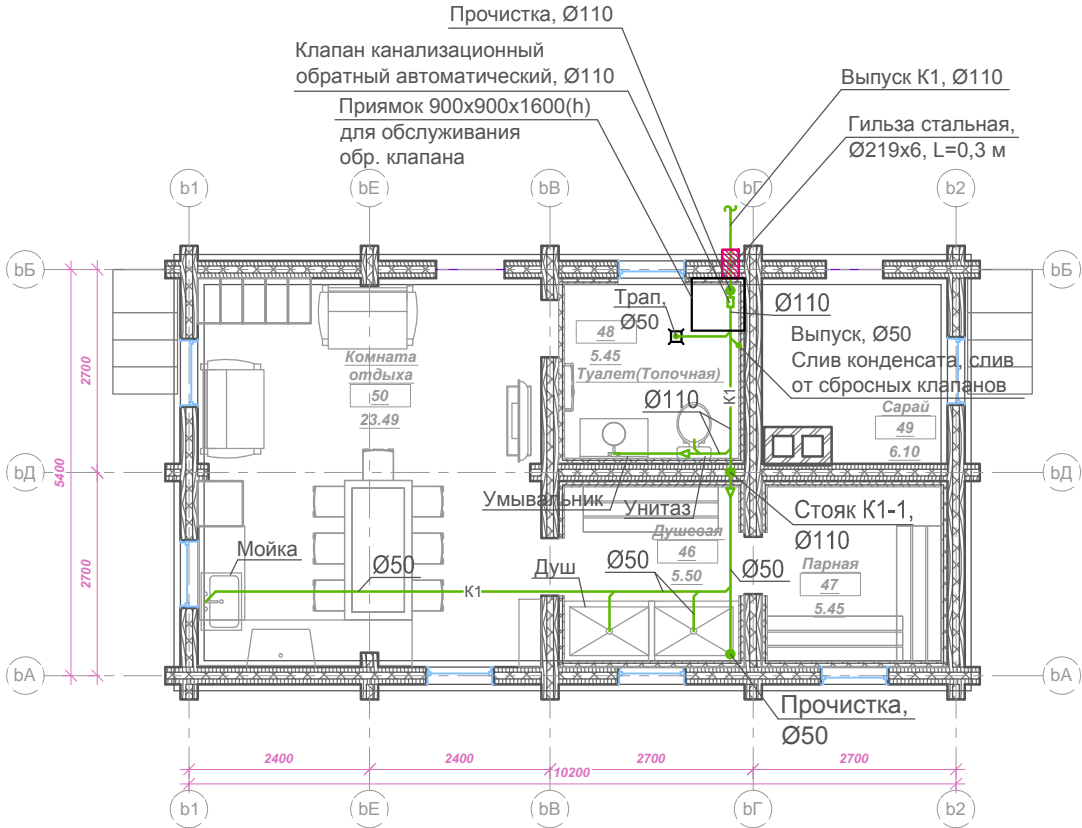 Прочистка, Ø110
Клапан канализационный
обратный автоматический, Ø110
Приямок 900х900х1600(h)
для обслуживания
обр. клапана
Выпуск К1, Ø110
Гильза стальная,
Ø219х6, L=0,3 м
b1
bЕ
bВ
bГ
b2
bБ
bБ
Трап,
Ø50
Ø110
48
5.45
Туалет(Топочная)
Выпуск, Ø50
Слив конденсата, слив
от сбросных клапанов
Комната
отдыха
50
23.49
2700
К1
Ø110
Сарай
49
6.10
5400
bД
bД
Умывальник
Унитаз
Стояк К1-1,
Ø110
Душевая
46
5.50
Мойка
Ø50
Душ
Ø50
Ø50
Парная
47
5.45
2700
К1
bА
bА
Прочистка,
Ø50
2400
2400
2700
2700
10200
b1
bЕ
bВ
bГ
b2